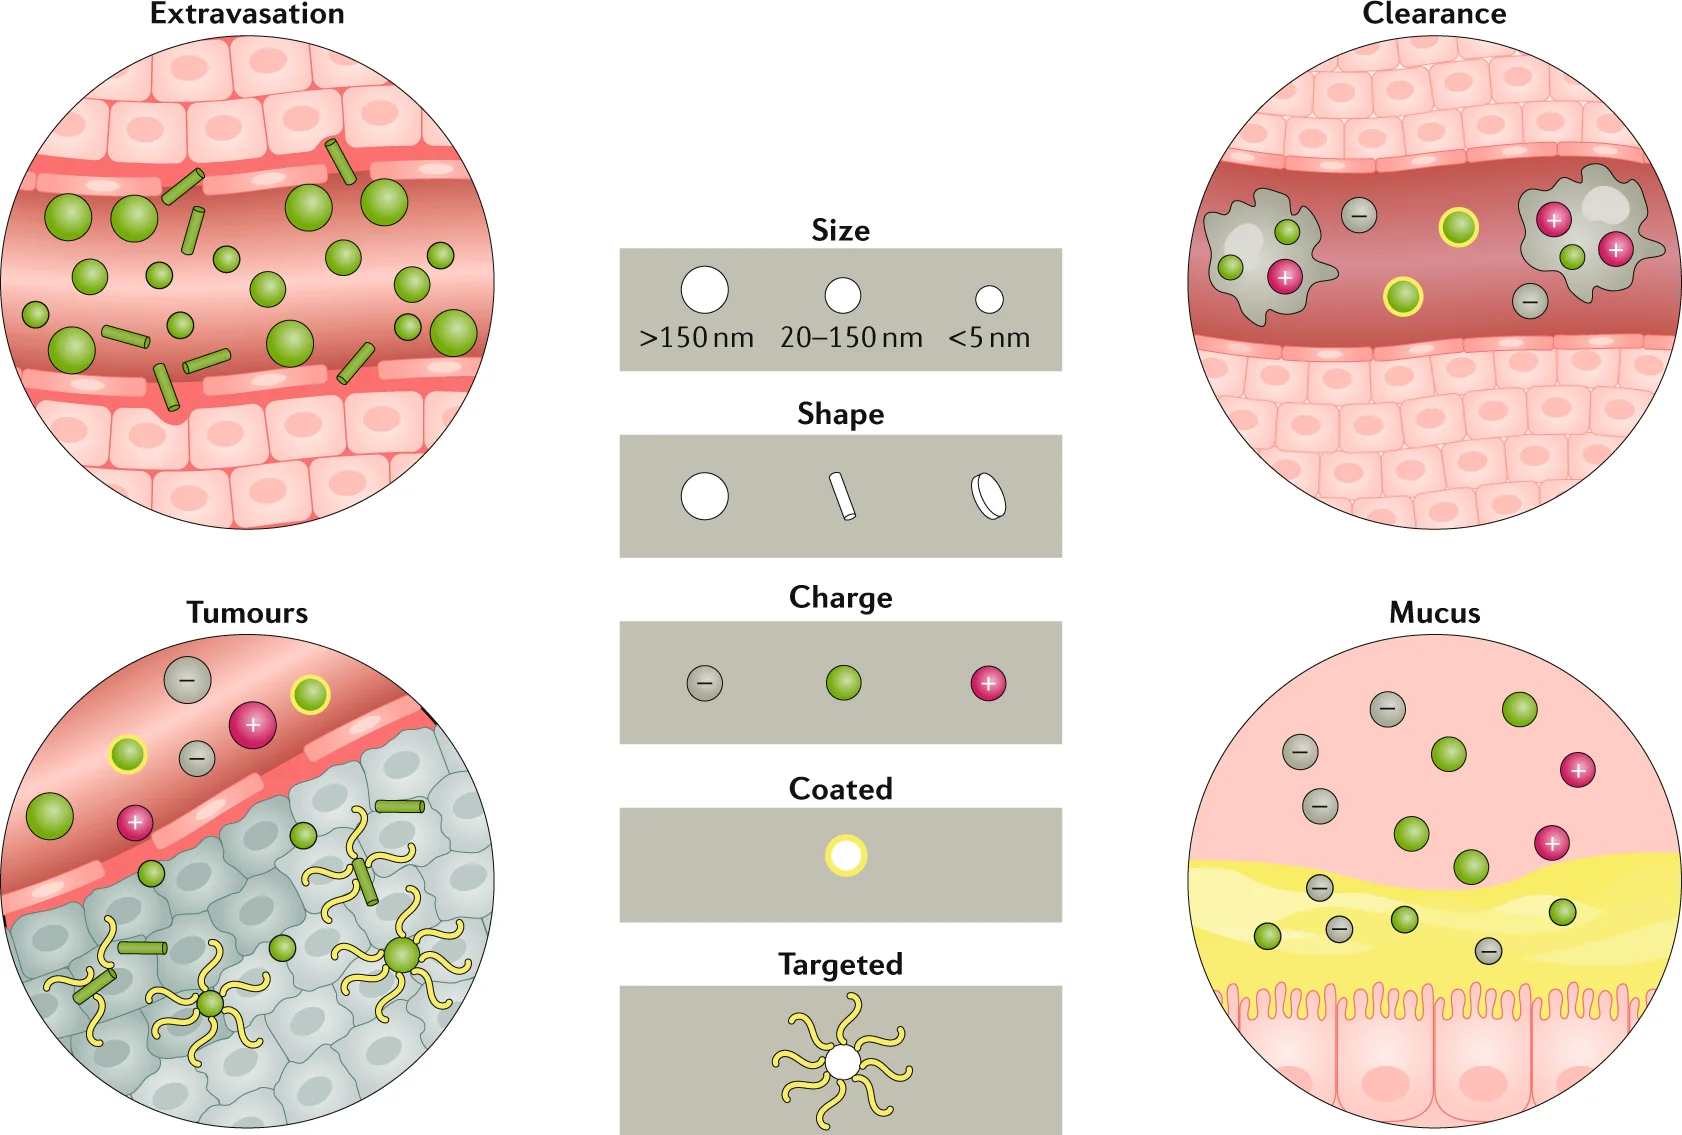 Extravasation
Clearance
Size
>150 nm 20–150 nm <5 nm
Shape
Charge
− +
Coated
Targeted
Tumours
− + − +
Mucus
− − − + +
− − −
− + + + −